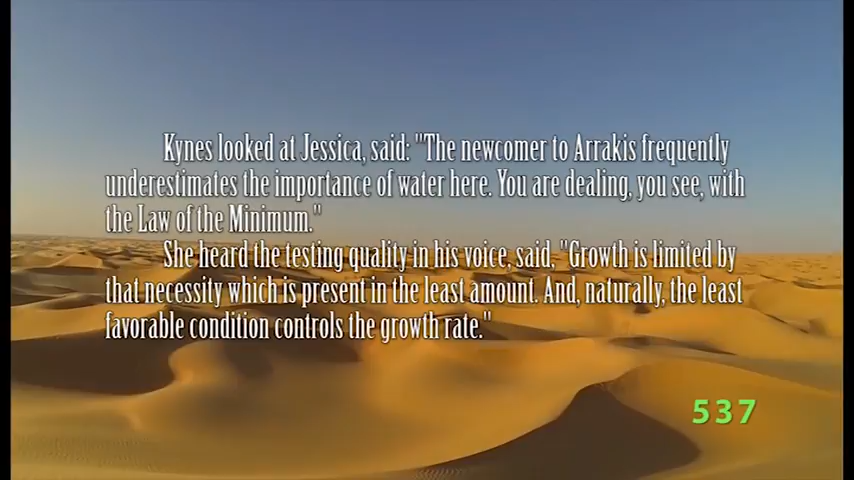 Kynes looked at Jessica, said: "The newcomer to Arrakis frequently
underestimates the importance of water here. You are dealing, you see, with
the Law of the Minimum."
She heard the testing quality in his voice, said, "Growth is limited by
that necessity which is present in the least amount. And, naturally, the least
favorable condition controls the growth rate."
537